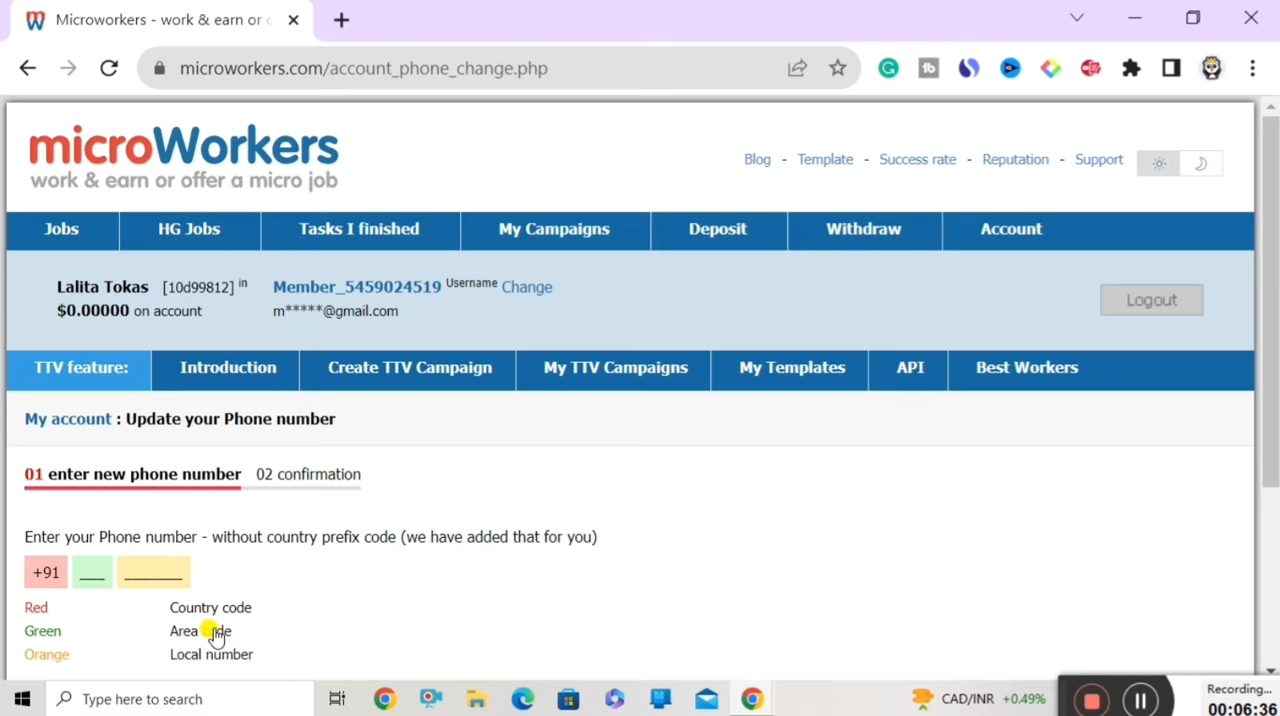 Microworkers - work & earn or
microworkers.com/account_phone_change.php
microWorkers
work & earn or offer a micro job
Blog - Template - Success rate - Reputation - Support
Jobs HG Jobs Tasks I finished My Campaigns Deposit Withdraw Account
Lalita Tokas [10d99812] in Member_5459024519 Username Change
$0.00000 on account m*****@gmail.com
Logout
TTV feature: Introduction Create TTV Campaign My TTV Campaigns My Templates API Best Workers
My account : Update your Phone number
01 enter new phone number 02 confirmation
Enter your Phone number - without country prefix code (we have added that for you)
+91 ___ _______
Red Country code
Green Area code
Orange Local number
Type here to search
CAD/INR +0.49%
Recording...
00:06:36